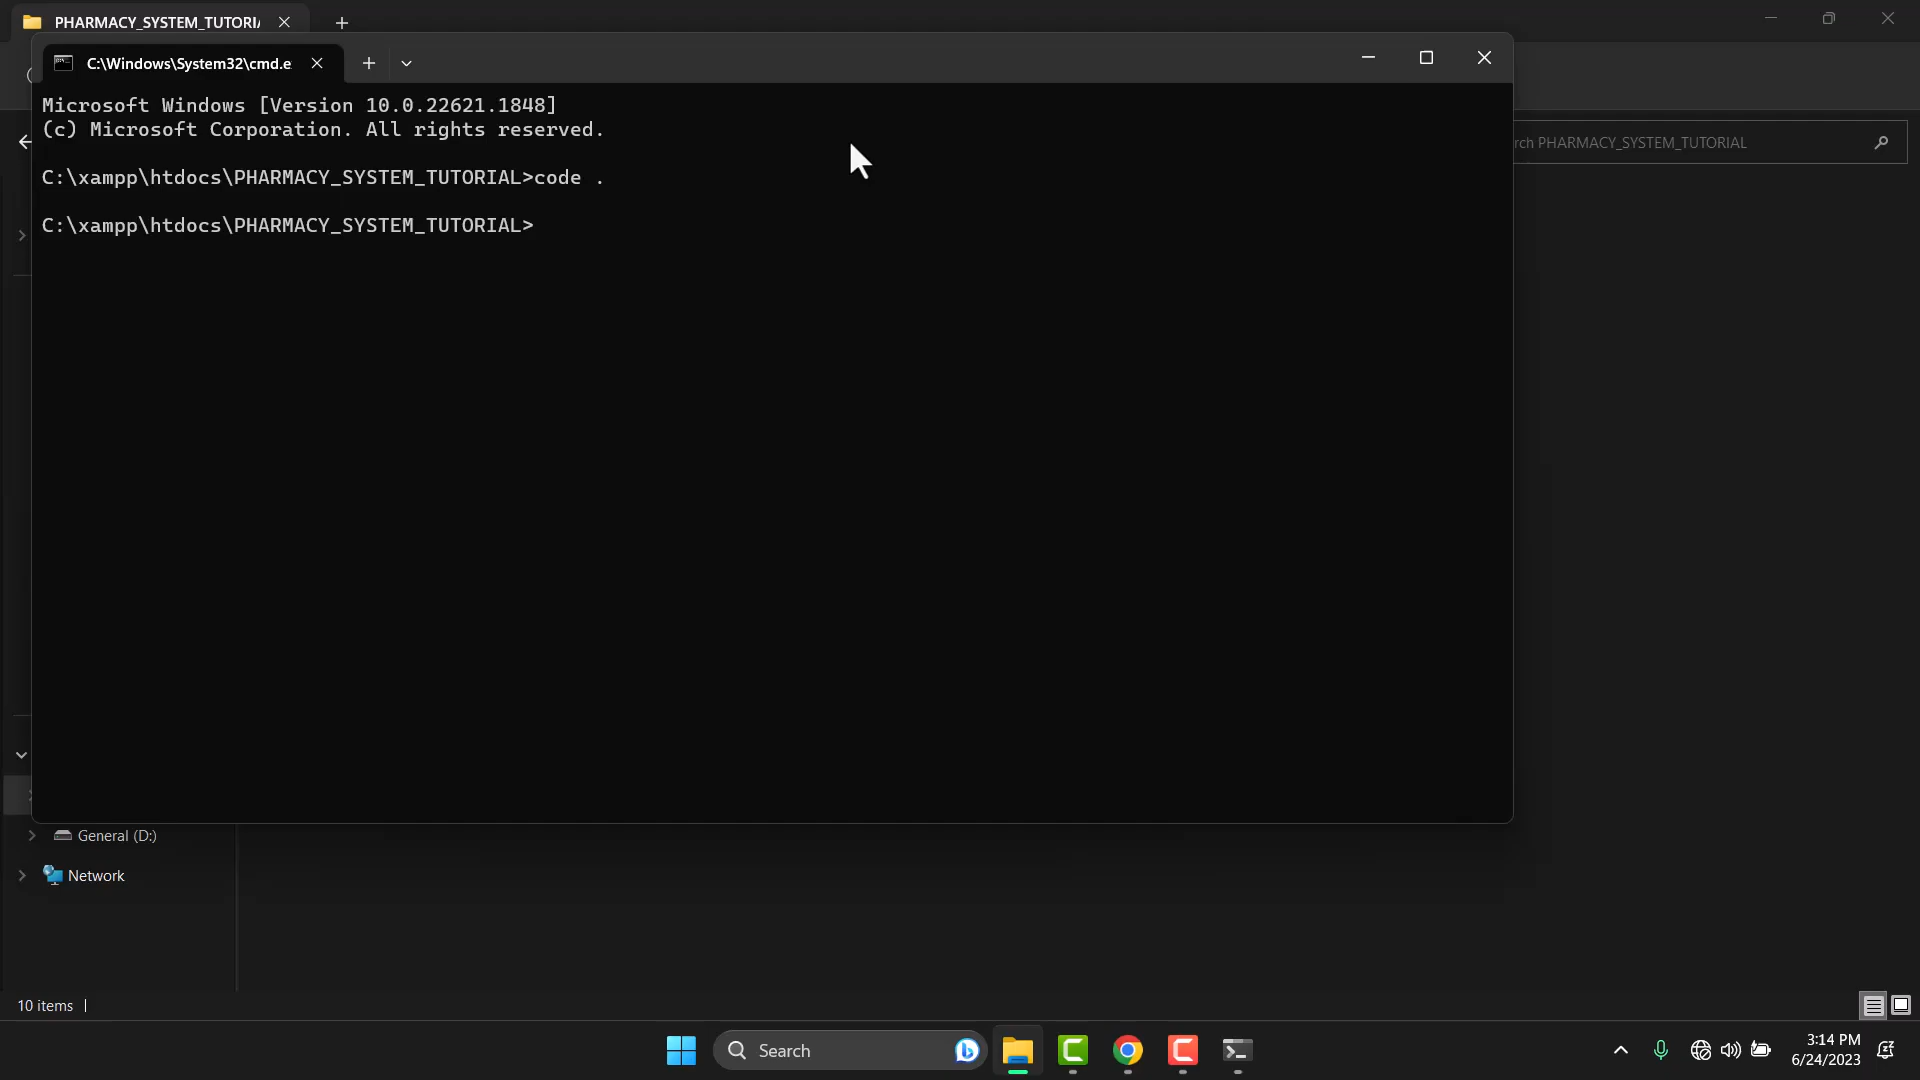 PHARMACY_SYSTEM_TUTORI
C:\Windows\System32\cmd.e
Microsoft Windows [Version 10.0.22621.1848]
(c) Microsoft Corporation. All rights reserved.
rch PHARMACY_SYSTEM_TUTORIAL
C:\xampp\htdocs\PHARMACY_SYSTEM_TUTORIAL>code .
C:\xampp\htdocs\PHARMACY_SYSTEM_TUTORIAL>
General (D:)
Network
10 items
Search
3:14 PM
6/24/2023